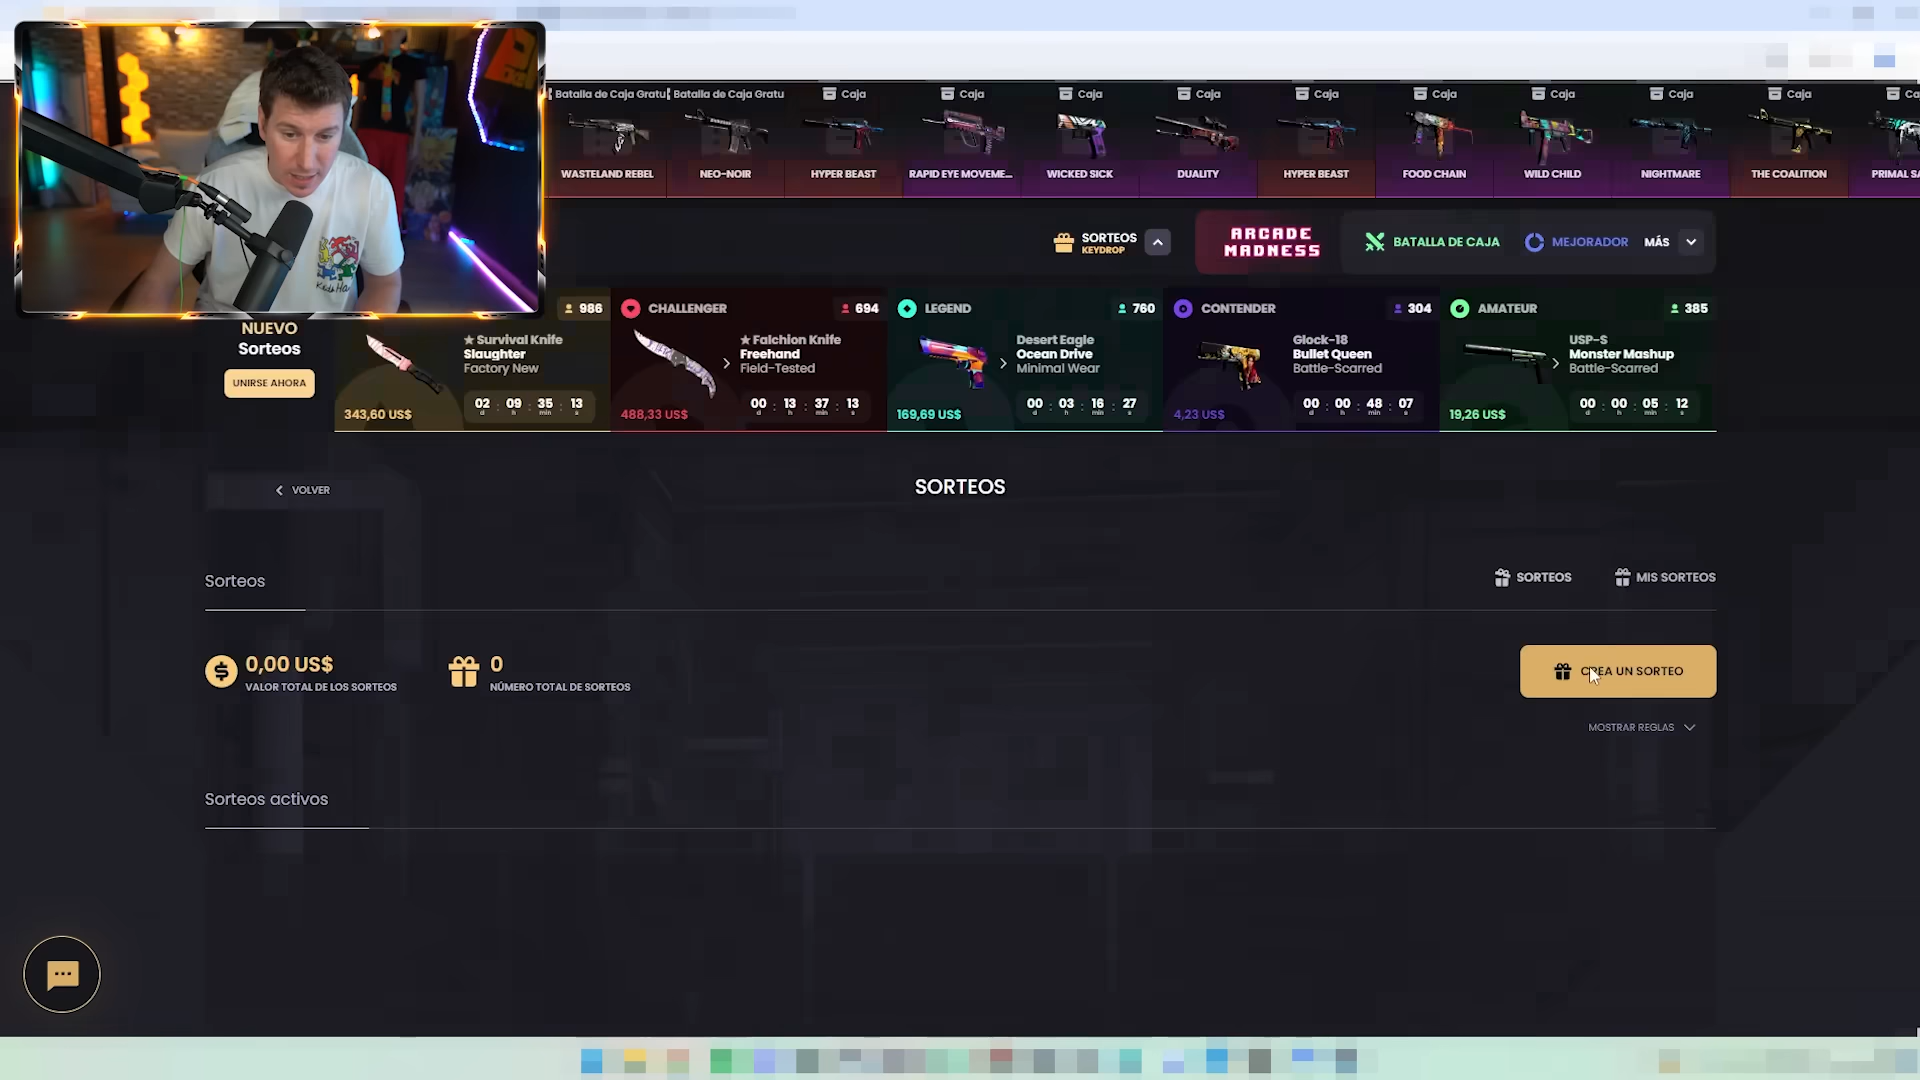 Batalla de Caja Gratu
Batalla de Caja Gratu
Caja
Caja
Caja
Caja
Caja
Caja
Caja
Caja
Caja
WASTELAND REBEL
NEO-NOIR
HYPER BEAST
RAPID EYE MOVEME...
WICKED SICK
DUALITY
HYPER BEAST
FOOD CHAIN
WILD CHILD
NIGHTMARE
THE COALITION
PRIMAL SA
SORTEOS
KEYDROP
ARCADE
MADNESS
BATALLA DE CAJA
MEJORADOR
MÁS
NUEVO
Sorteos
UNIRSE AHORA
986
★ Survival Knife
Slaughter
Factory New
343,60 US$
02 : 09 : 35 : 13
d h min s
CHALLENGER
694
★ Falchion Knife
Freehand
Field-Tested
488,33 US$
00 : 13 : 37 : 13
d h min s
LEGEND
760
Desert Eagle
Ocean Drive
Minimal Wear
169,69 US$
00 : 03 : 16 : 27
d h min s
CONTENDER
304
Glock-18
Bullet Queen
Battle-Scarred
4,23 US$
00 : 00 : 48 : 07
d h min s
AMATEUR
385
USP-S
Monster Mashup
Battle-Scarred
19,26 US$
00 : 00 : 05 : 12
d h min s
VOLVER
SORTEOS
Sorteos
SORTEOS
MIS SORTEOS
0,00 US$
VALOR TOTAL DE LOS SORTEOS
0
NÚMERO TOTAL DE SORTEOS
CREA UN SORTEO
MOSTRAR REGLAS
Sorteos activos